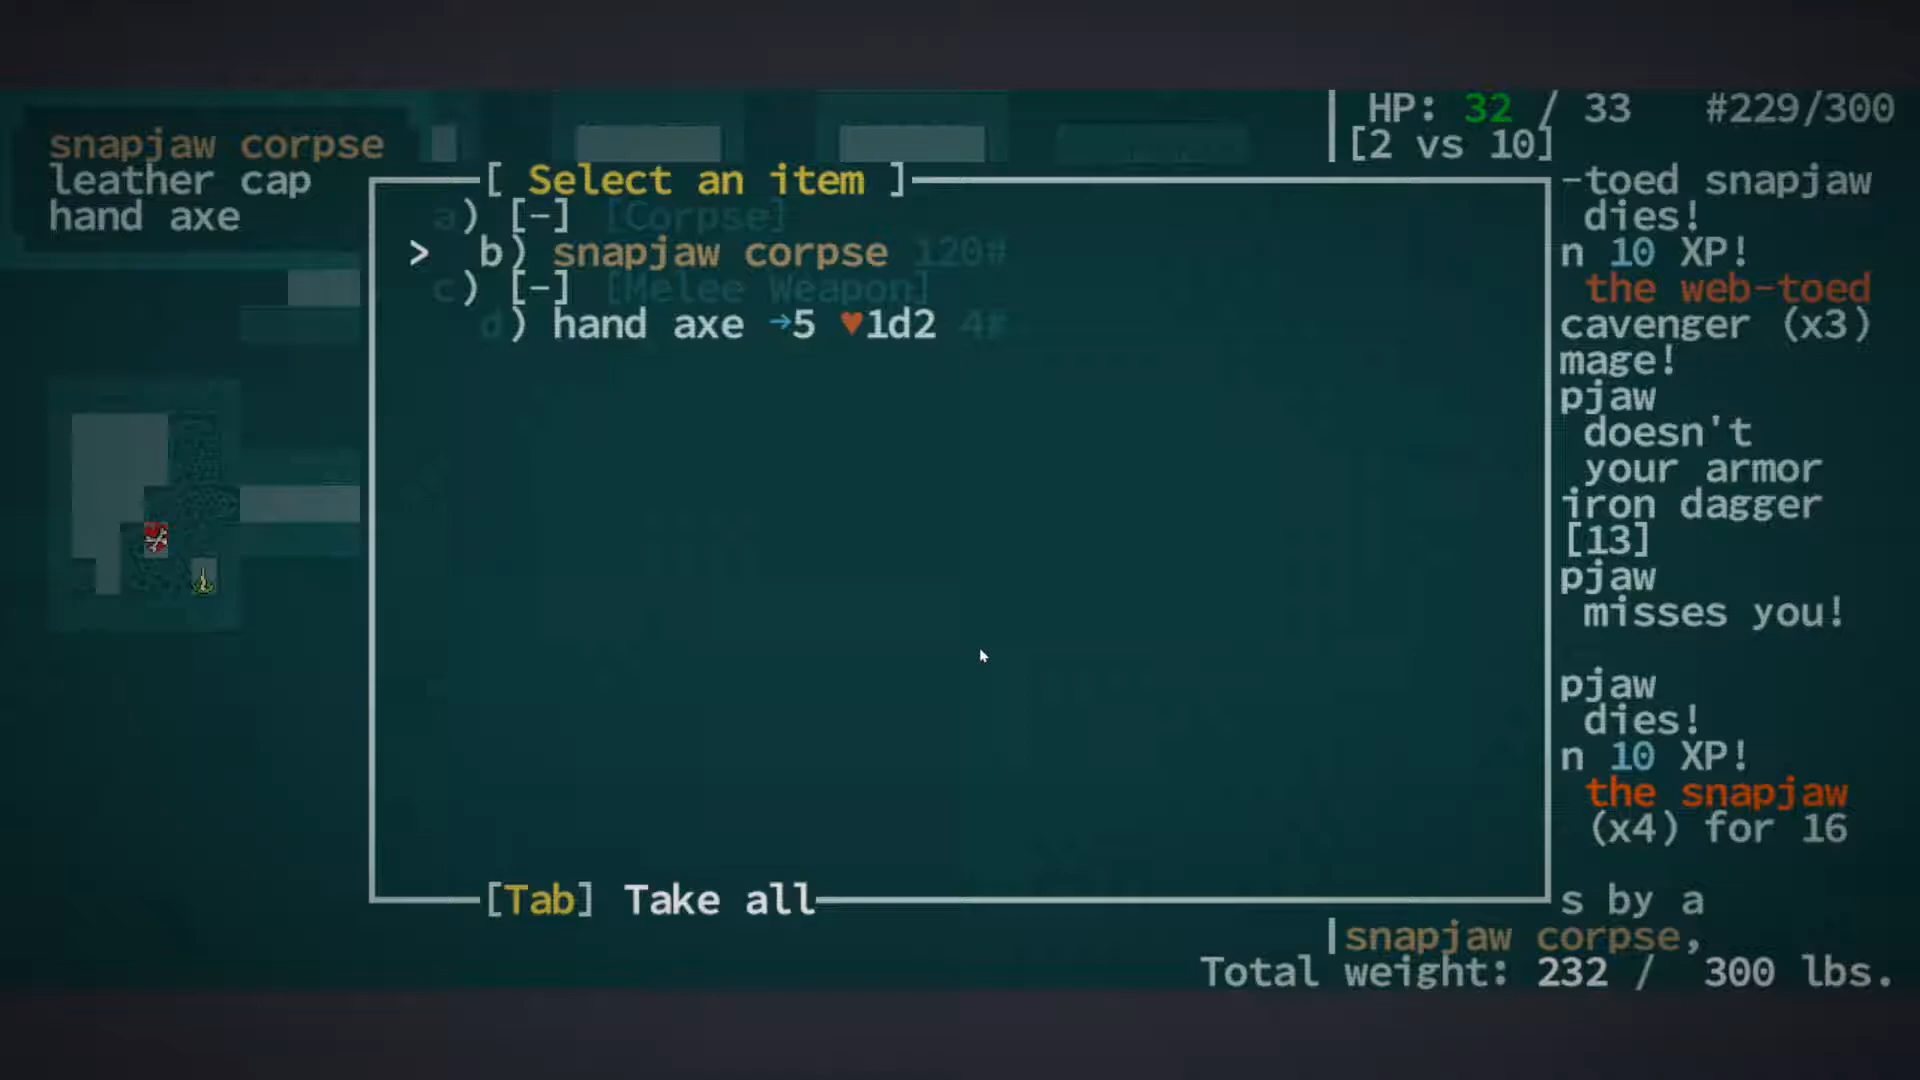 HP: 32 / 33 #229/300
[2 vs 10]
snapjaw corpse
leather cap
hand axe
[ Select an item ]
a) [-] [Corpse]
> b) snapjaw corpse 120#
c) [-] [Melee Weapon]
d) hand axe →5 ♥1d2 4#
[Tab] Take all
-toed snapjaw
dies!
n 10 XP!
the web-toed
cavenger (x3)
mage!
pjaw
doesn't
your armor
iron dagger
[13]
pjaw
misses you!
pjaw
dies!
n 10 XP!
the snapjaw
(x4) for 16
s by a
snapjaw corpse,
Total weight: 232 / 300 lbs.